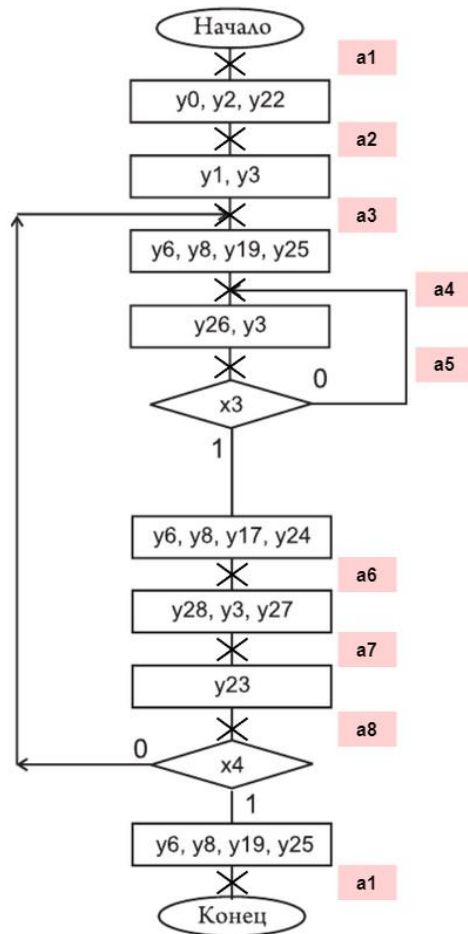 Начало
a1
y0, y2, y22
a2
y1, y3
a3
y6, y8, y19, y25
a4
y26, y3
a5
0
x3
1
y6, y8, y17, y24
a6
y28, y3, y27
a7
y23
a8
0
x4
1
y6, y8, y19, y25
a1
Конец